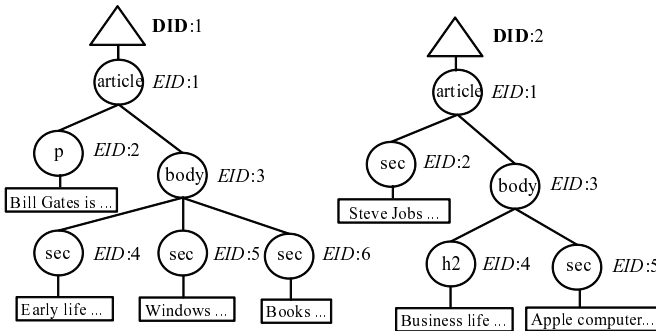 DID:1
article EID:1
p EID:2
body EID:3
Bill Gates is ...
sec EID:4
sec EID:5
sec EID:6
Early life ...
Windows ...
Books ...
DID:2
article EID:1
sec EID:2
body EID:3
Steve Jobs ...
h2 EID:4
sec EID:5
Business life ...
Apple computer....